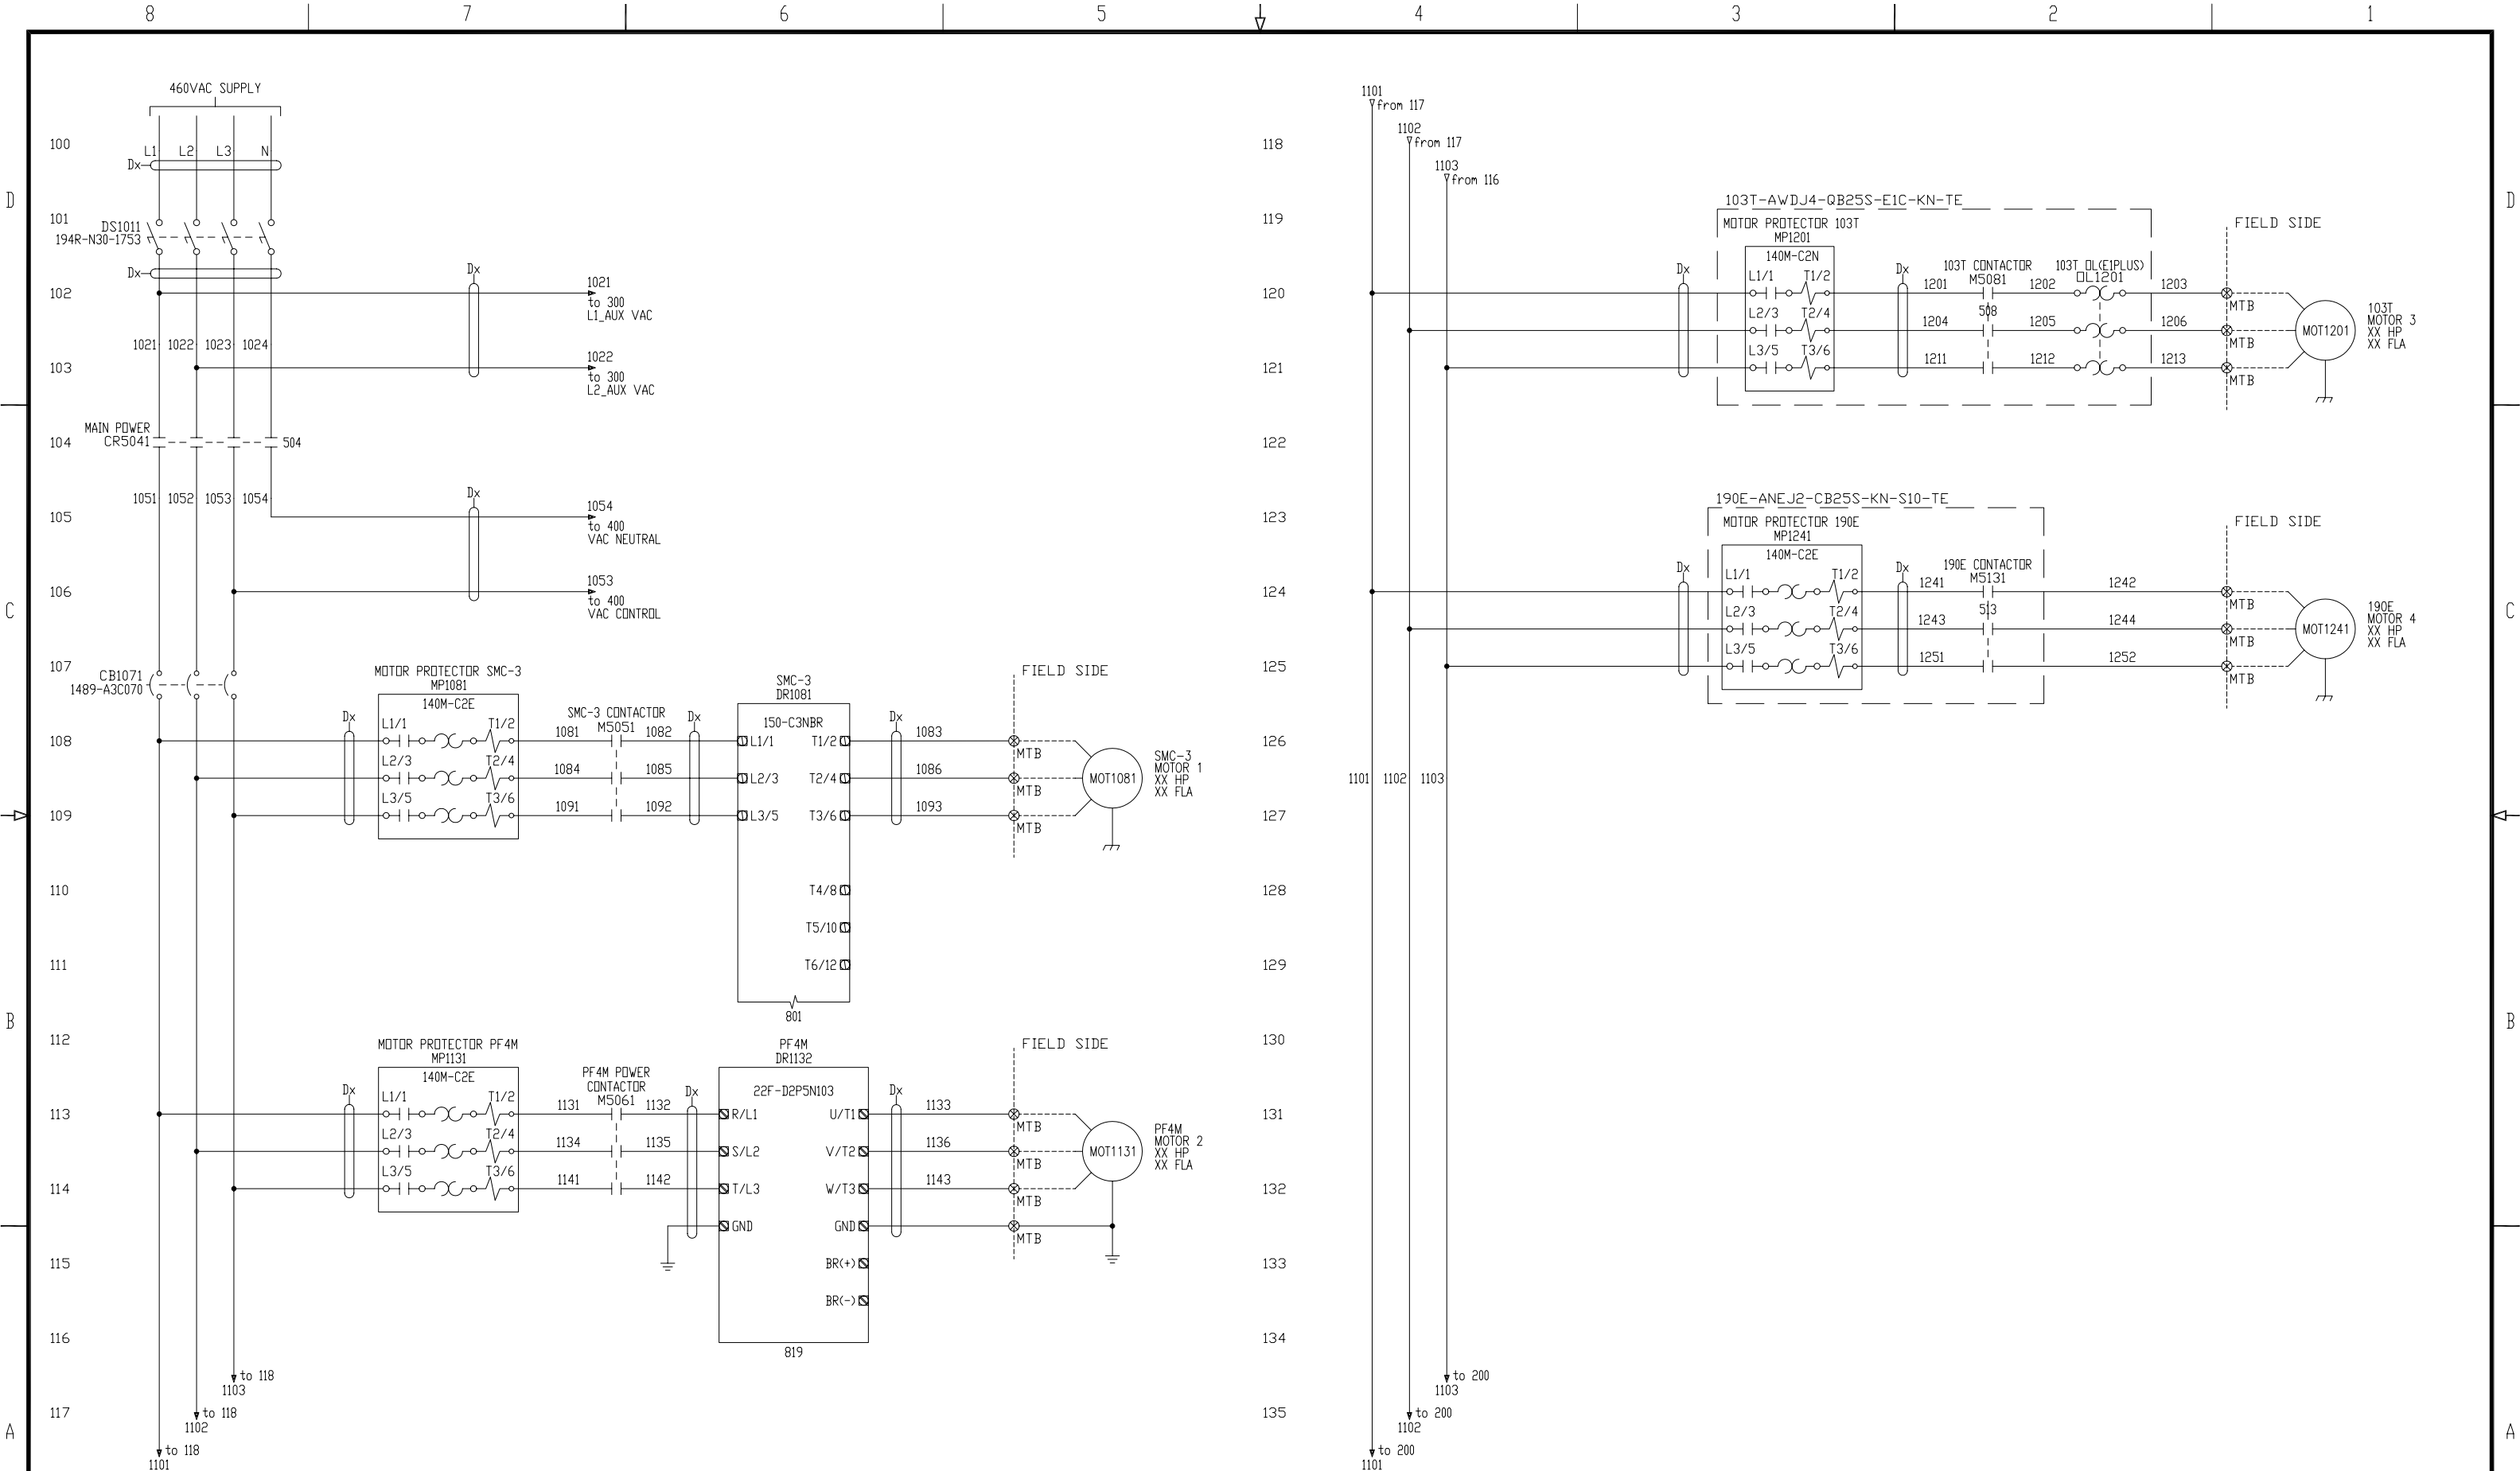 8 7 6 5 4 3 2 1
D
C
B
A
460VAC SUPPLY
100
L1 L2 L3 N
Dx
101
DS1011
194R-N30-1753
Dx
Dx
102
1021
to 300
L1_AUX VAC
1021 1022 1023 1024
103
1022
to 300
L2_AUX VAC
MAIN POWER
104
CR5041
504
1051 1052 1053 1054
Dx
105
1054
to 400
VAC NEUTRAL
106
1053
to 400
VAC CONTROL
107
CB1071
1489-A3C070
MOTOR PROTECTOR SMC-3
MP1081
140M-C2E
SMC-3 CONTACTOR
M5051
SMC-3
DR1081
150-C3NBR
FIELD SIDE
Dx
Dx
Dx
108
L1/1 T1/2 1081 1082 L1/1 T1/2 1083
MTB
L2/3 T2/4 1084 1085 L2/3 T2/4 1086
MTB
109
L3/5 T3/6 1091 1092 L3/5 T3/6 1093
MTB
MOT1081
SMC-3
MOTOR 1
XX HP
XX FLA
110
T4/8
T5/10
111
T6/12
801
112
MOTOR PROTECTOR PF4M
MP1131
140M-C2E
PF4M POWER
CONTACTOR
M5061
PF4M
DR1132
22F-D2P5N103
FIELD SIDE
Dx
Dx
Dx
113
L1/1 T1/2 1131 1132 R/L1 U/T1 1133
MTB
L2/3 T2/4 1134 1135 S/L2 V/T2 1136
MTB
114
L3/5 T3/6 1141 1142 T/L3 W/T3 1143
MTB
GND GND
MTB
MOT1131
PF4M
MOTOR 2
XX HP
XX FLA
115
BR(+)
BR(-)
116
819
to 118
1103
117
to 118
1102
to 118
1101
1101
from 117
118
1102
from 117
1103
from 116
119
103T-AWDJ4-QB25S-E1C-KN-TE
MOTOR PROTECTOR 103T
MP1201
140M-C2N
FIELD SIDE
Dx
Dx
103T CONTACTOR
M5081
103T OL(E1PLUS)
OL1201
120
L1/1 T1/2 1201 1202 1203
MTB
508
L2/3 T2/4 1204 1205 1206
MTB
121
L3/5 T3/6 1211 1212 1213
MTB
MOT1201
103T
MOTOR 3
XX HP
XX FLA
122
123
190E-ANEJ2-CB25S-KN-S10-TE
MOTOR PROTECTOR 190E
MP1241
140M-C2E
FIELD SIDE
Dx
Dx
190E CONTACTOR
M5131
124
L1/1 T1/2 1241 1242
MTB
513
L2/3 T2/4 1243 1244
MTB
125
L3/5 T3/6 1251 1252
MTB
MOT1241
190E
MOTOR 4
XX HP
XX FLA
126
1101 1102 1103
127
128
129
130
131
132
133
134
to 200
1103
135
to 200
1102
to 200
1101
D
C
B
A